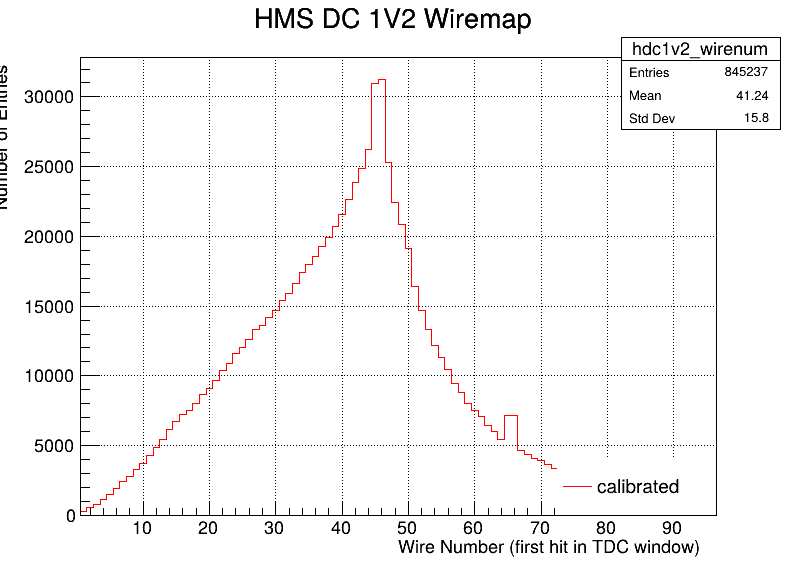 HMS DC 1V2 Wiremap
hdc1v2_wirenum
Entries 845237
Mean 41.24
Std Dev 15.8
Number of Entries
30000
25000
20000
15000
10000
5000
0
10 20 30 40 50 60 70 80 90
calibrated
Wire Number (first hit in TDC window)